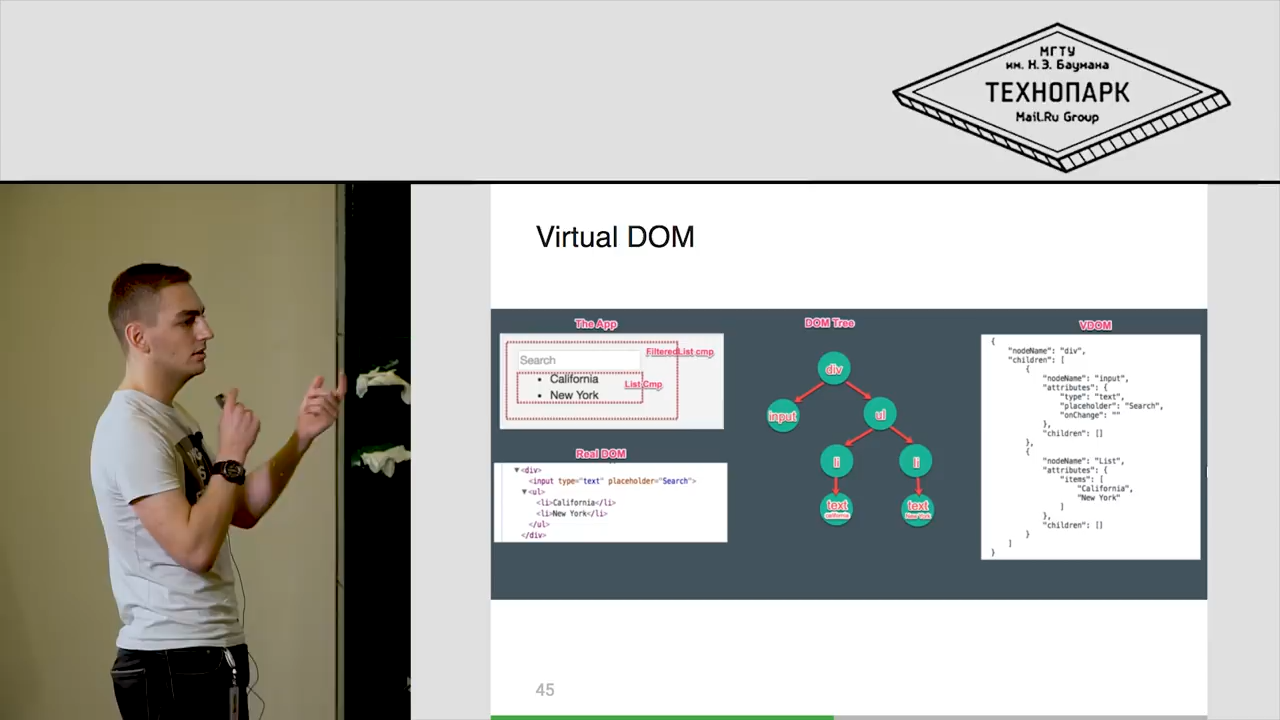 МГТУ
им. Н.Э. Баумана
ТЕХНОПАРК
Mail.Ru Group
Virtual DOM
The App
Search
FilteredList cmp
• California
List Cmp
• New York
Real DOM
▼<div>
<input type="text" placeholder="Search">
▼<ul>
<li>California</li>
<li>New York</li>
</ul>
</div>
DOM Tree
div
input
ul
li
li
text
california
text
New York
VDOM
{
"nodeName": "div",
"children": [
{
"nodeName": "input",
"attributes": {
"type": "text",
"placeholder": "Search",
"onChange": ""
},
"children": []
},
{
"nodeName": "List",
"attributes": {
"items": [
"California",
"New York"
]
},
"children": []
}
]
}
45